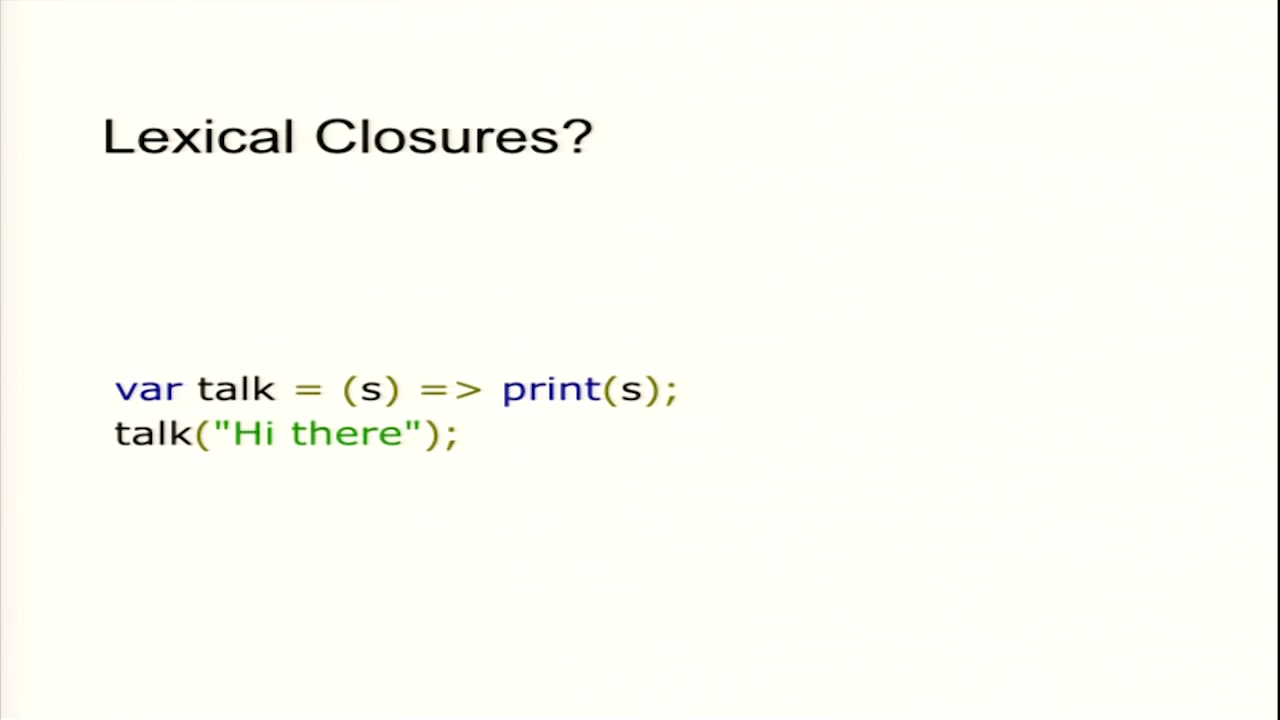 Lexical Closures?
var talk = (s) => print(s);
talk("Hi there");